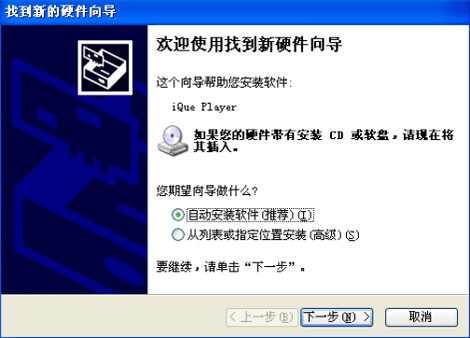 找到新的硬件向导
欢迎使用找到新硬件向导
这个向导帮助您安装软件:
iQue Player
如果您的硬件带有安装 CD 或软盘，请现在将
其插入。
您期望向导做什么?
自动安装软件(推荐)(I)
从列表或指定位置安装(高级)(S)
要继续，请单击“下一步”。
< 上一步(B)
下一步(N) >
取消